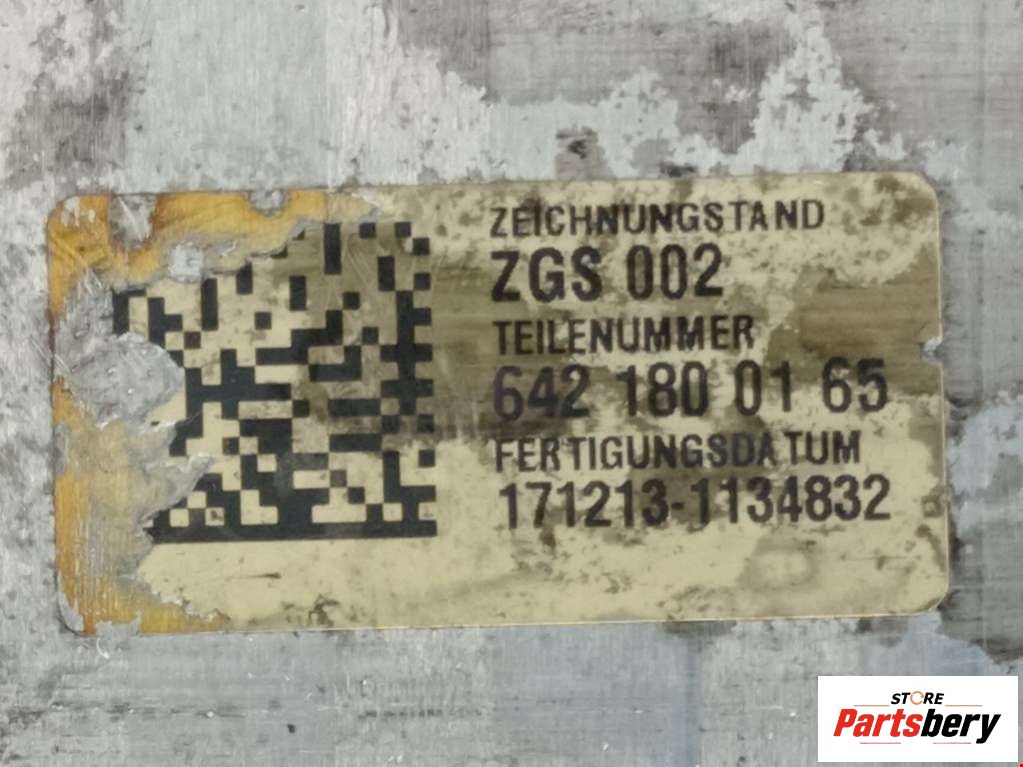 ZEICHNUNGSTAND
ZGS 002
TEILENUMMER
642 180 01 65
FERTIGUNGSDATUM
171213-1134832
STORE
Partsbery